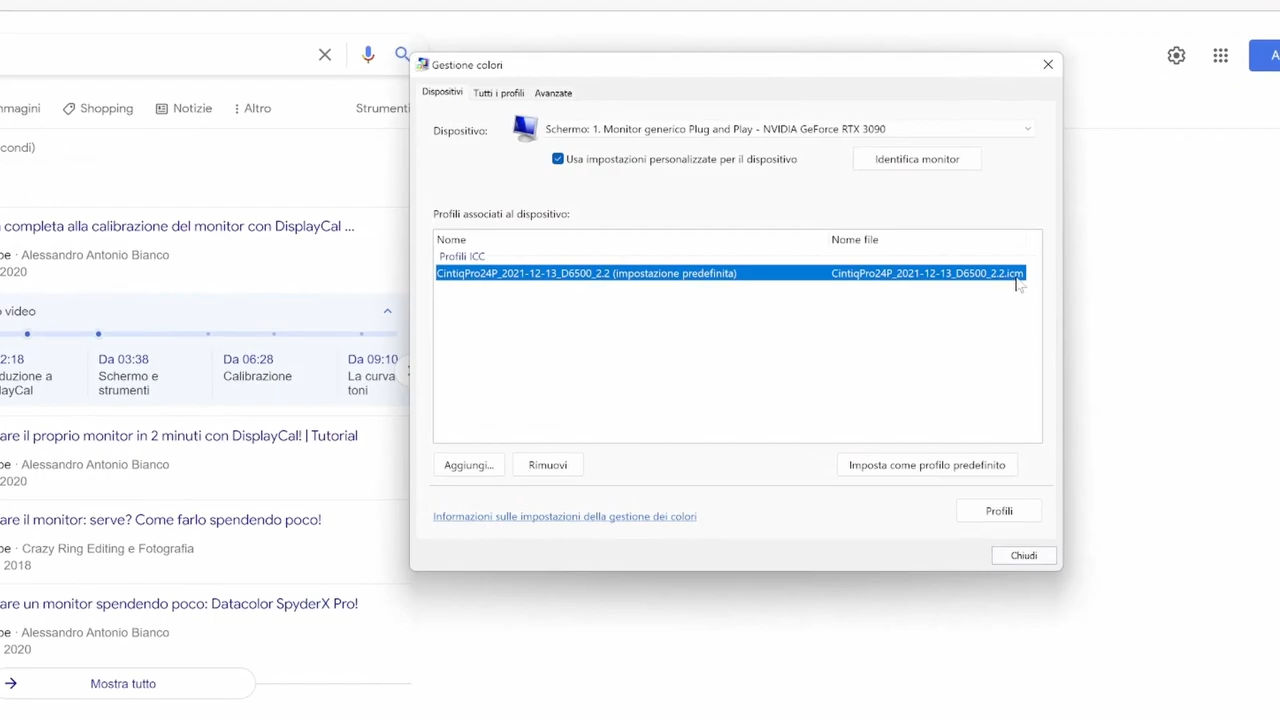 mmagini
Shopping
Notizie
Altro
Strumenti
condi)
completa alla calibrazione del monitor con DisplayCal ...
be · Alessandro Antonio Bianco
2020
o video
2:18
duzione a
layCal
Da 03:38
Schermo e
strumenti
Da 06:28
Calibrazione
Da 09:10
La curva
toni
are il proprio monitor in 2 minuti con DisplayCal! | Tutorial
be · Alessandro Antonio Bianco
2020
are il monitor: serve? Come farlo spendendo poco!
be · Crazy Ring Editing e Fotografia
2018
are un monitor spendendo poco: Datacolor SpyderX Pro!
be · Alessandro Antonio Bianco
2020
Mostra tutto
Gestione colori
Dispositivi
Tutti i profili
Avanzate
Dispositivo:
Schermo: 1. Monitor generico Plug and Play - NVIDIA GeForce RTX 3090
Usa impostazioni personalizzate per il dispositivo
Identifica monitor
Profili associati al dispositivo:
Nome
Nome file
Profili ICC
CintiqPro24P_2021-12-13_D6500_2.2 (impostazione predefinita)
CintiqPro24P_2021-12-13_D6500_2.2.icm
Aggiungi...
Rimuovi
Imposta come profilo predefinito
Informazioni sulle impostazioni della gestione dei colori
Profili
Chiudi
A